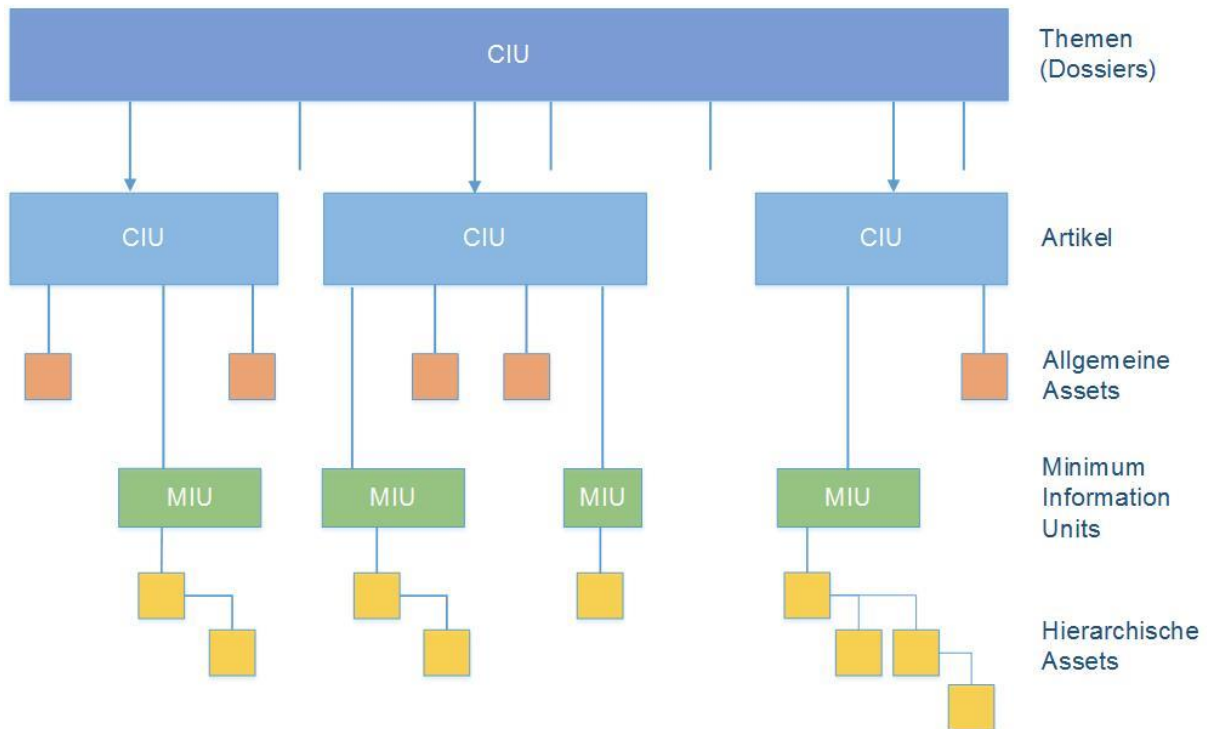 CIU
Themen
(Dossiers)
CIU
CIU
CIU
Artikel
Allgemeine
Assets
MIU
MIU
MIU
MIU
Minimum
Information
Units
Hierarchische
Assets